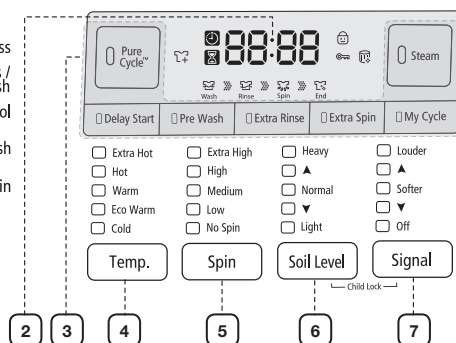 ss
s /
sh
ol
sh
in
Pure
Cycle™
88:88
Steam
Wash Rinse Spin End
Delay Start Pre Wash Extra Rinse Extra Spin My Cycle
Extra Hot Extra High Heavy Louder
Hot High ▲ ▲
Warm Medium Normal Softer
Eco Warm Low ▼ ▼
Cold No Spin Light Off
Temp. Spin Soil Level Signal
Child Lock
2 3 4 5 6 7